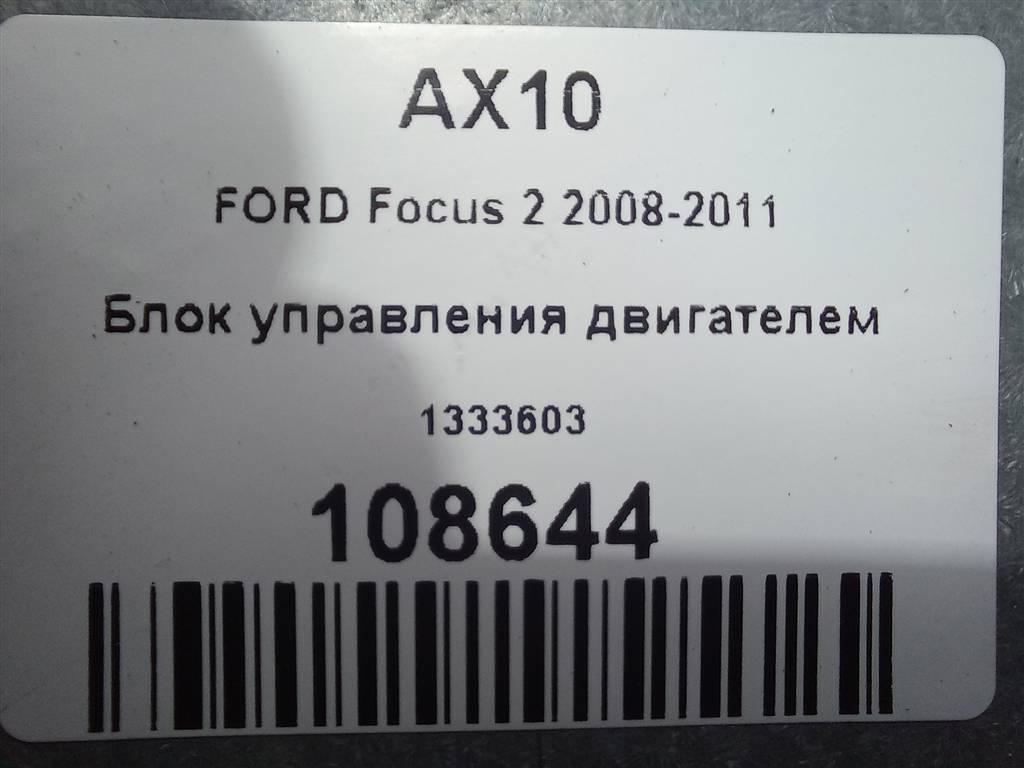 AX10
FORD Focus 2 2008-2011
Блок управления двигателем
1333603
108644